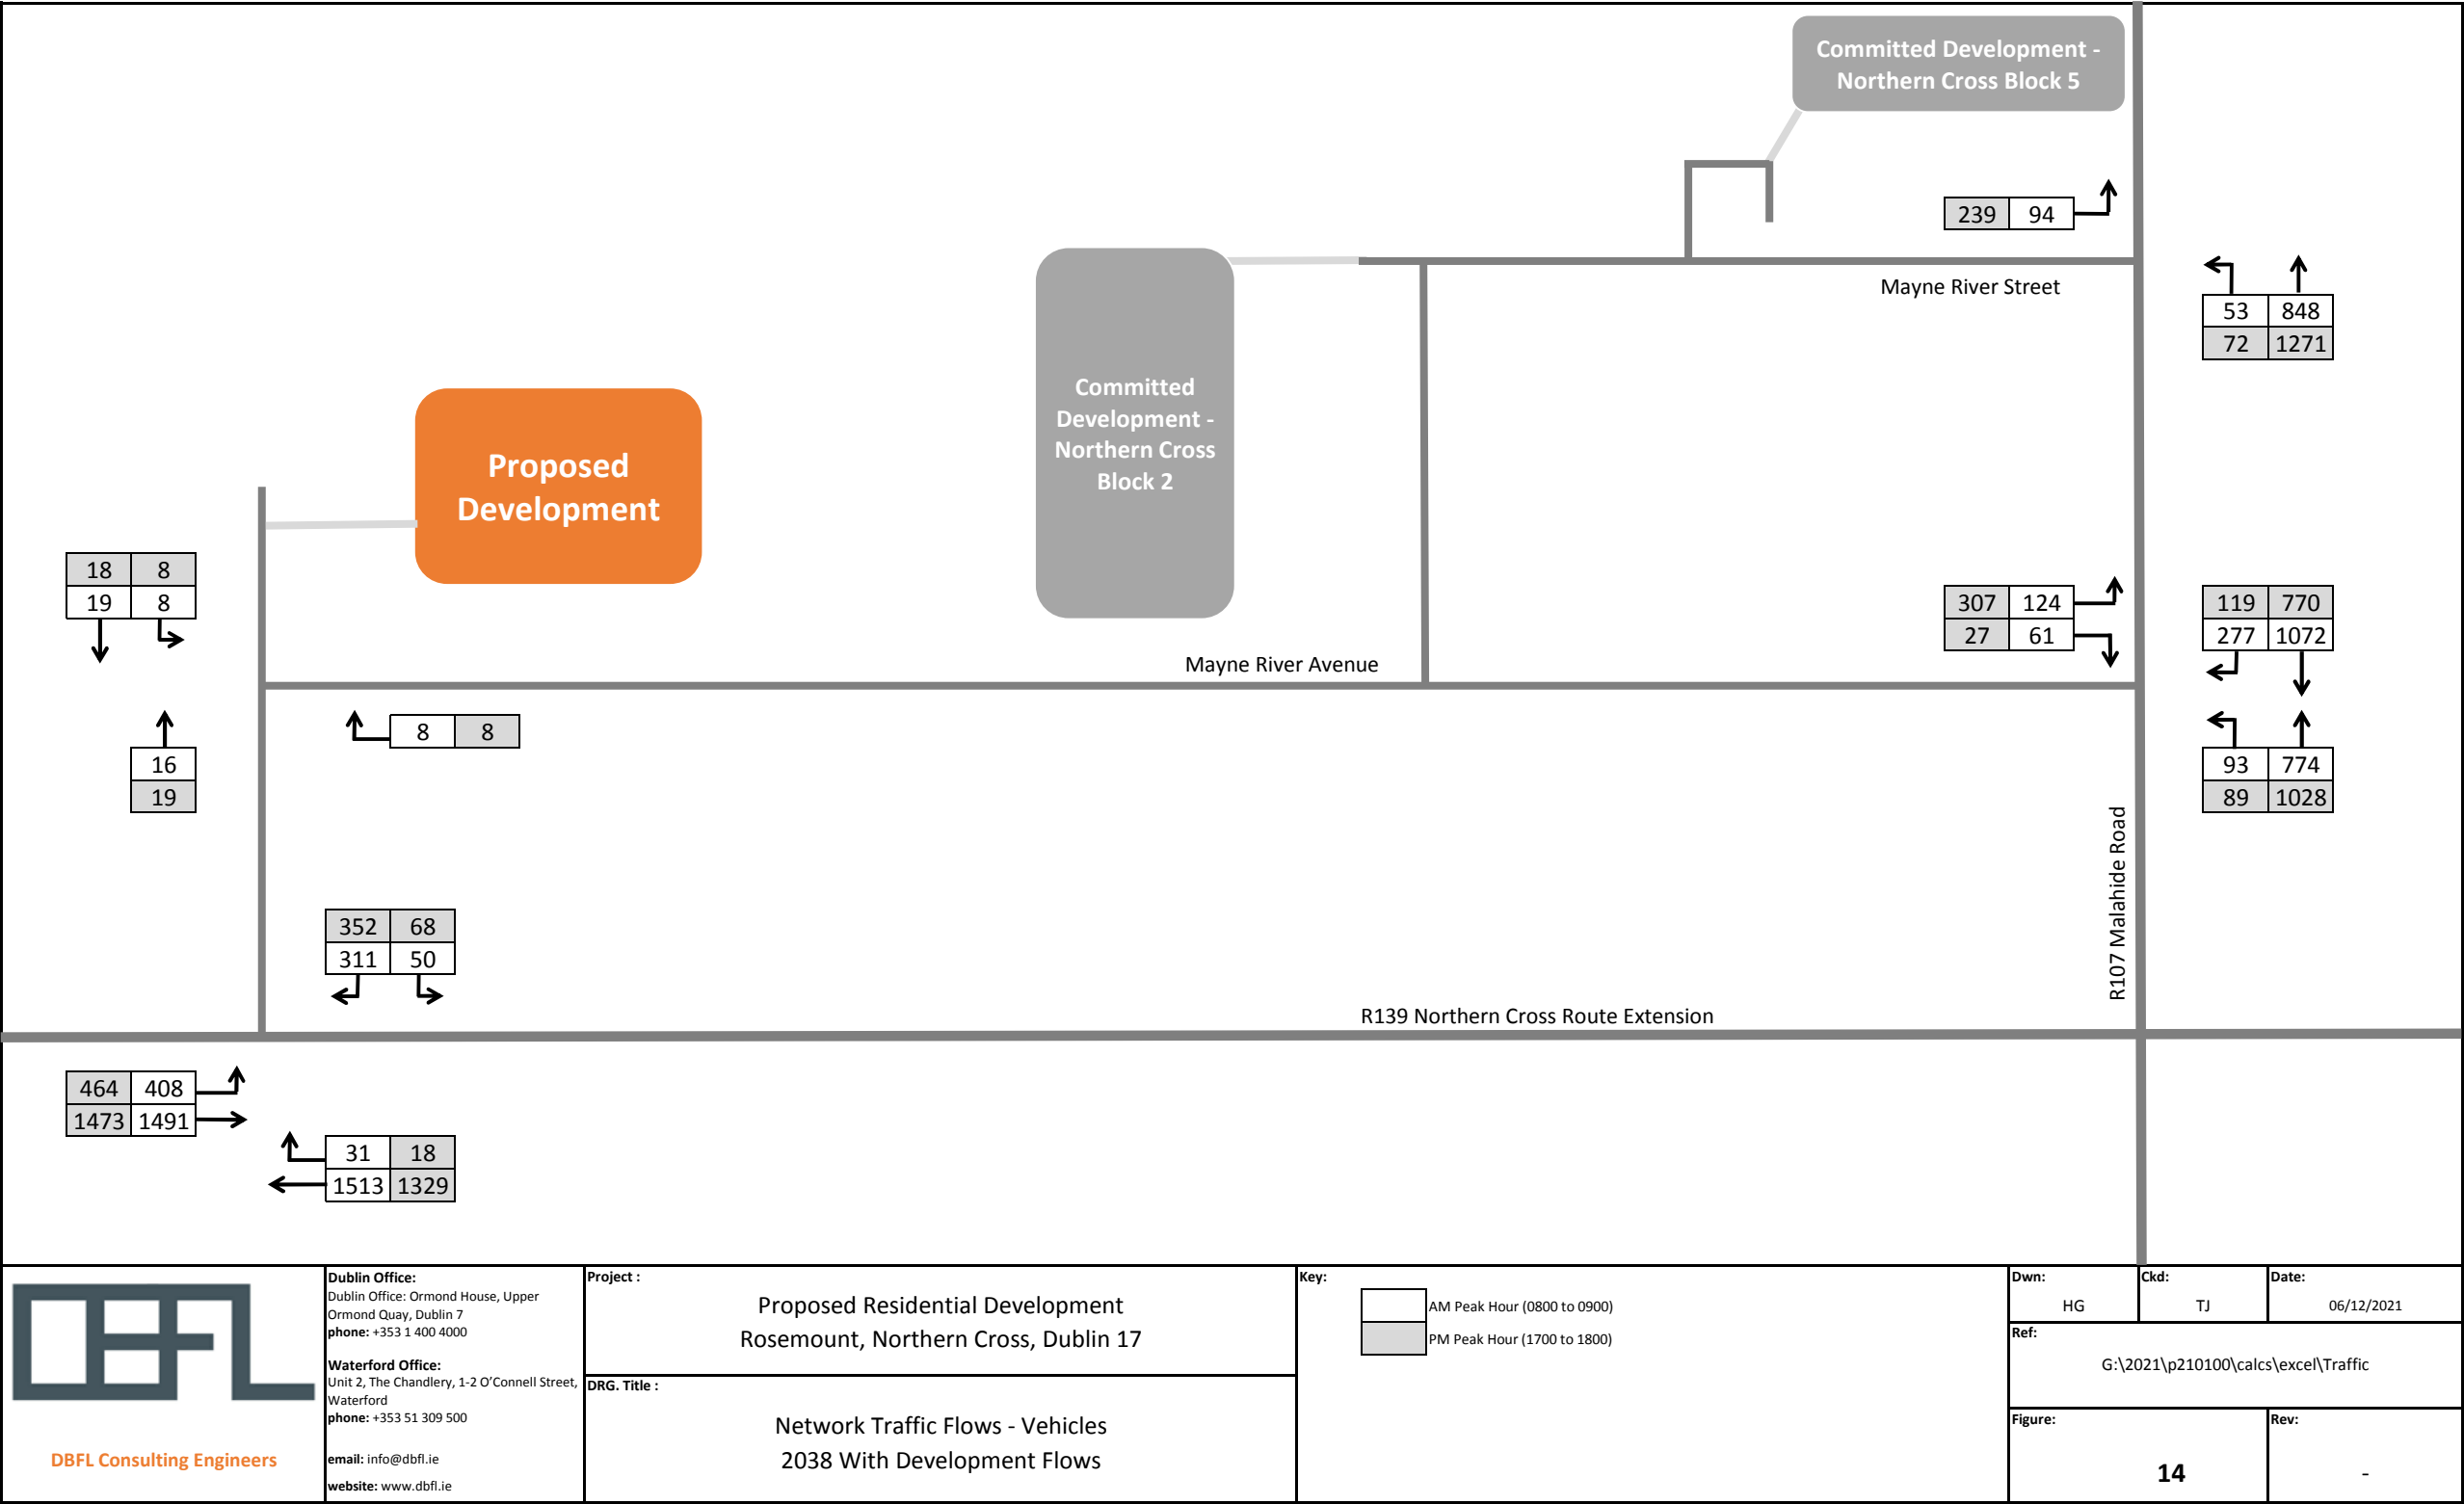 Committed Development -
Northern Cross Block 5
239 94
Mayne River Street
53 848
72 1271
Committed
Development -
Northern Cross
Block 2
Proposed
Development
18 8
19 8
307 124
27 61
119 770
277 1072
Mayne River Avenue
8 8
16
19
93 774
89 1028
R107 Malahide Road
352 68
311 50
R139 Northern Cross Route Extension
464 408
1473 1491
31 18
1513 1329
DBFL
DBFL Consulting Engineers
Dublin Office:
Dublin Office: Ormond House, Upper
Ormond Quay, Dublin 7
phone: +353 1 400 4000
Waterford Office:
Unit 2, The Chandlery, 1-2 O’Connell Street,
Waterford
phone: +353 51 309 500
email: info@dbfl.ie
website: www.dbfl.ie
Project :
Proposed Residential Development
Rosemount, Northern Cross, Dublin 17
DRG. Title :
Network Traffic Flows - Vehicles
2038 With Development Flows
Key:
AM Peak Hour (0800 to 0900)
PM Peak Hour (1700 to 1800)
Dwn: Ckd: Date:
HG TJ 06/12/2021
Ref:
G:\2021\p210100\calcs\excel\Traffic
Figure: Rev:
14 -